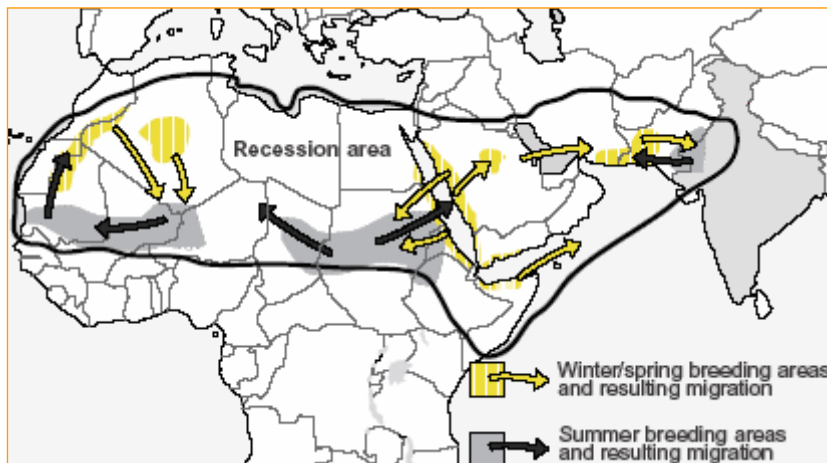 Recession area
Winter/spring breeding areas
and resulting migration
Summer breeding areas
and resulting migration